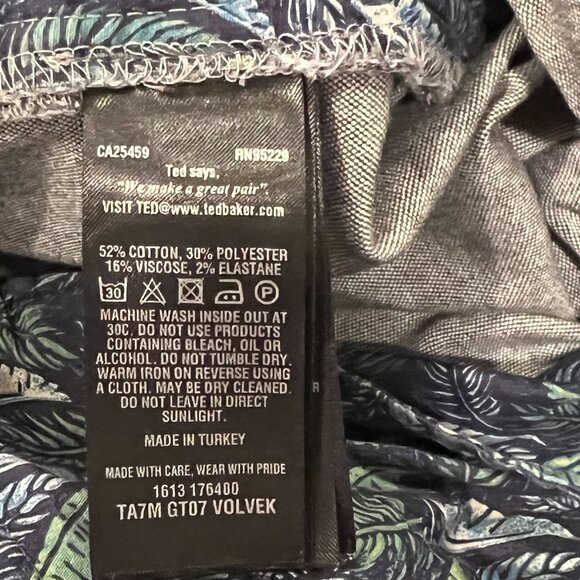 CA25459 RN95229
Ted says,
"We make a great pair".
VISIT TED@www.tedbaker.com
52% COTTON, 30% POLYESTER
16% VISCOSE, 2% ELASTANE
30 P
MACHINE WASH INSIDE OUT AT
30C, DO NOT USE PRODUCTS
CONTAINING BLEACH, OIL OR
ALCOHOL. DO NOT TUMBLE DRY.
WARM IRON ON REVERSE USING
A CLOTH. MAY BE DRY CLEANED.
DO NOT LEAVE IN DIRECT
SUNLIGHT.
MADE IN TURKEY
MADE WITH CARE, WEAR WITH PRIDE
1613 176400
TA7M GT07 VOLVEK